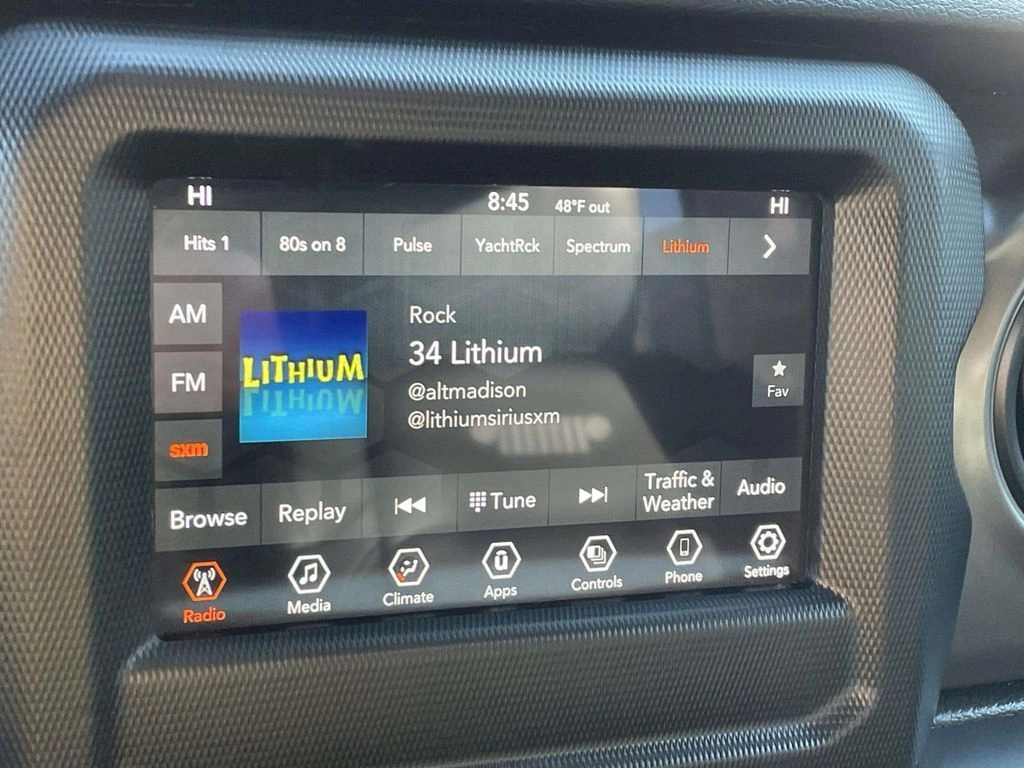 HI 8:45 48°F out HI
Hits 1 80s on 8 Pulse YachtRck Spectrum Lithium
AM
FM
sxm
LITHIUM
Rock
34 Lithium
@altmadison
@lithiumsiriusxm
Fav
Browse Replay Tune Traffic & Weather Audio
Radio Media Climate Apps Controls Phone Settings